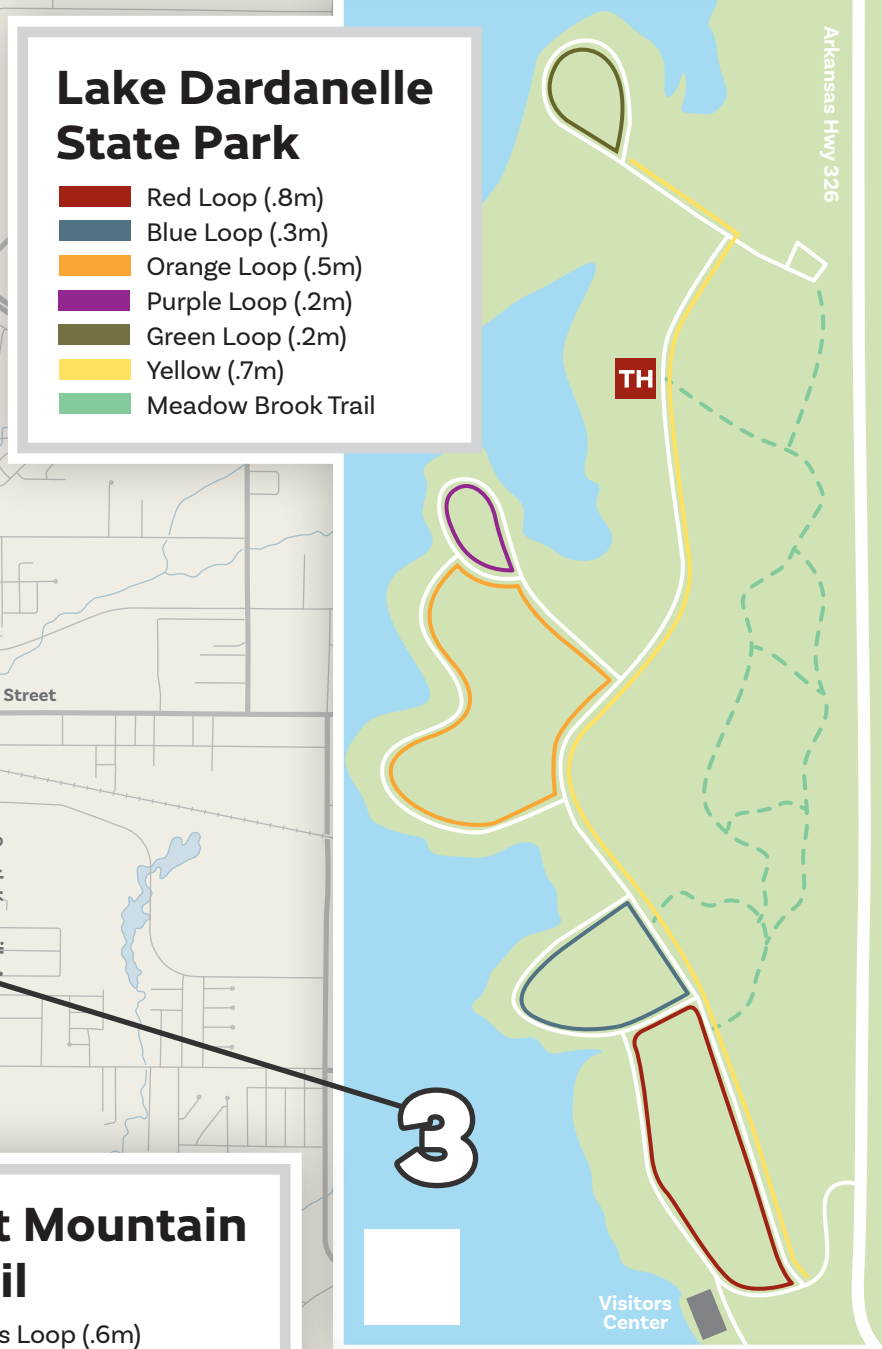 Lake Dardanelle
State Park
Red Loop (.8m)
Blue Loop (.3m)
Orange Loop (.5m)
Purple Loop (.2m)
Green Loop (.2m)
Yellow (.7m)
Meadow Brook Trail
Arkansas Hwy 326
TH
Street
3
t Mountain
il
s Loop (.6m)
Visitors
Center